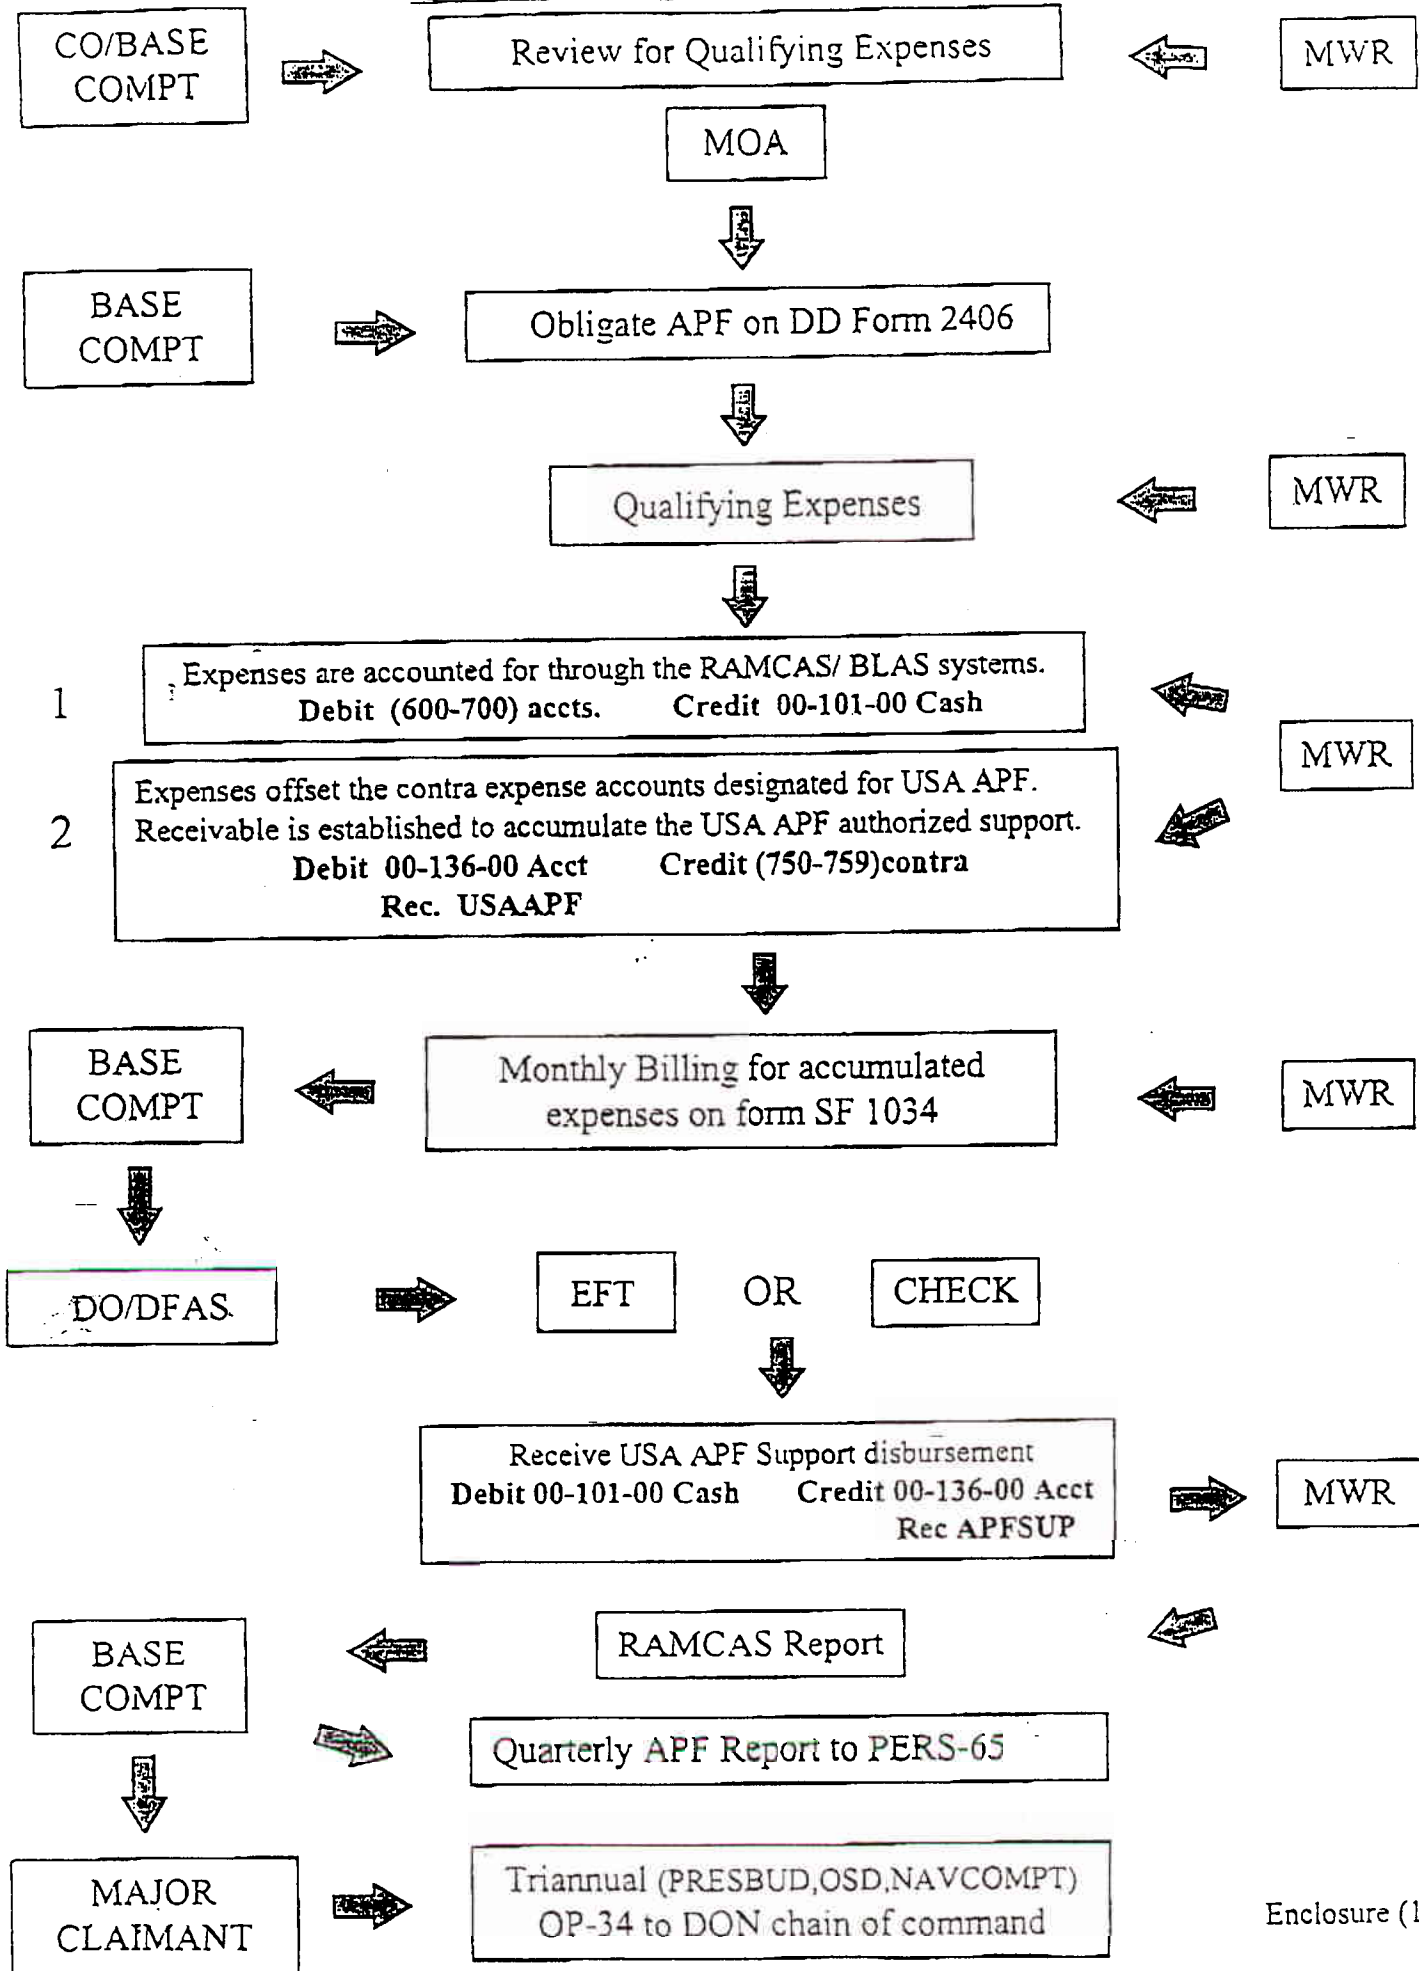 CO/BASE
COMPT
Review for Qualifying Expenses
MWR
MOA
BASE
COMPT
Obligate APF on DD Form 2406
Qualifying Expenses
MWR
1
Expenses are accounted for through the RAMCAS/ BLAS systems.
Debit (600-700) accts. Credit 00-101-00 Cash
MWR
2
Expenses offset the contra expense accounts designated for USA APF.
Receivable is established to accumulate the USA APF authorized support.
Debit 00-136-00 Acct Credit (750-759)contra
Rec. USAAPF
BASE
COMPT
Monthly Billing for accumulated
expenses on form SF 1034
MWR
DO/DFAS
EFT
OR
CHECK
Receive USA APF Support disbursement
Debit 00-101-00 Cash Credit 00-136-00 Acct
Rec APFSUP
MWR
BASE
COMPT
RAMCAS Report
Quarterly APF Report to PERS-65
MAJOR
CLAIMANT
Triannual (PRESBUD,OSD,NAVCOMPT)
OP-34 to DON chain of command
Enclosure (1